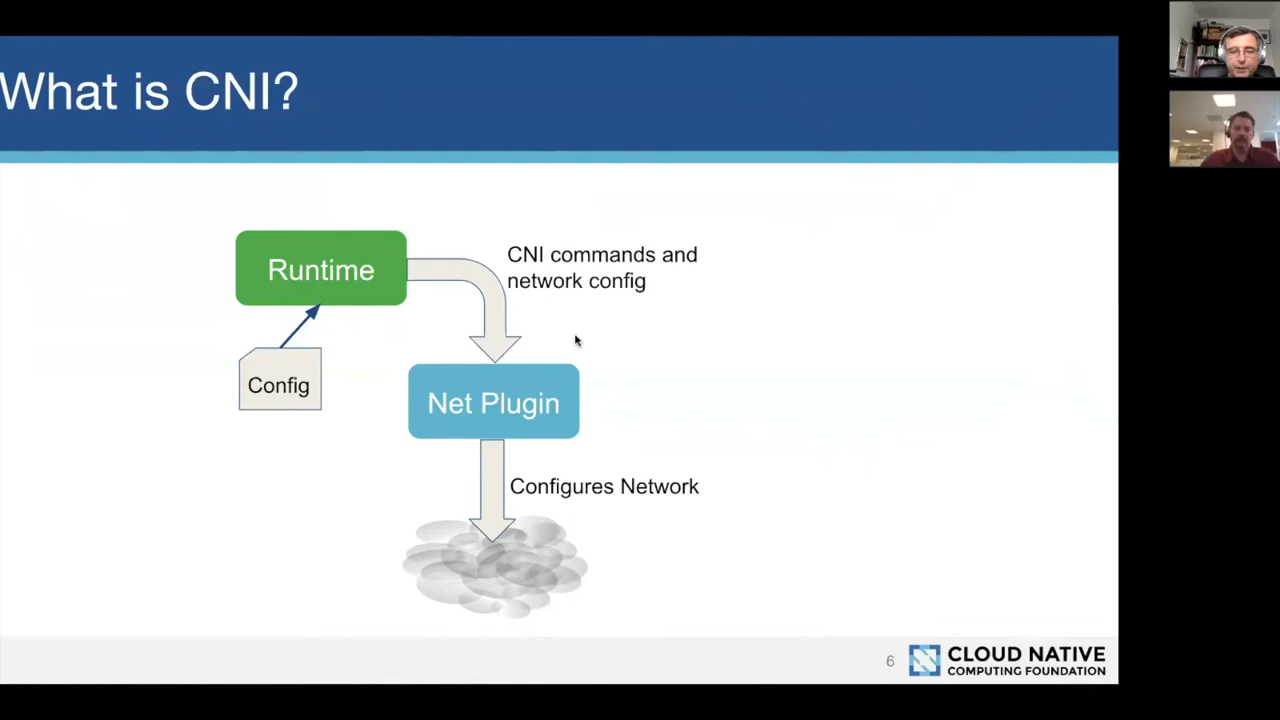 What is CNI?
Runtime
CNI commands and
network config
Config
Net Plugin
Configures Network
6
CLOUD NATIVE
COMPUTING FOUNDATION